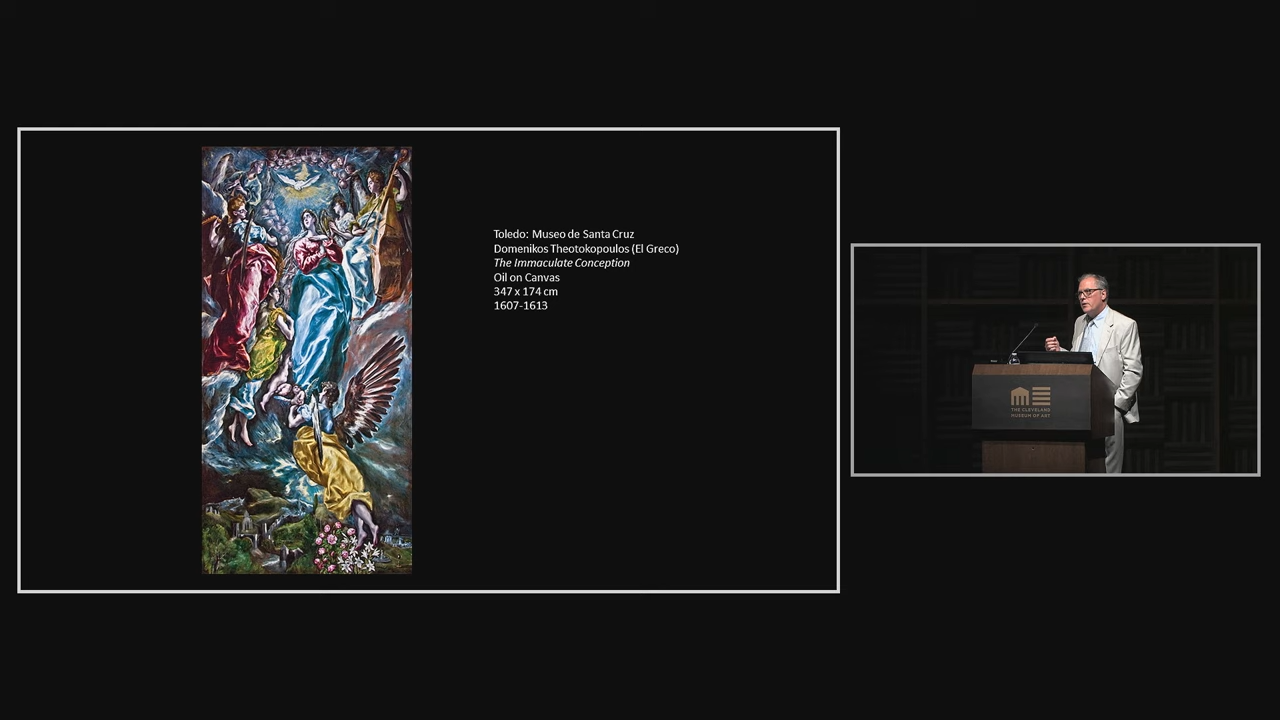 Toledo: Museo de Santa Cruz
Domenikos Theotokopoulos (El Greco)
The Immaculate Conception
Oil on Canvas
347 x 174 cm
1607-1613
THE CLEVELAND
MUSEUM OF ART